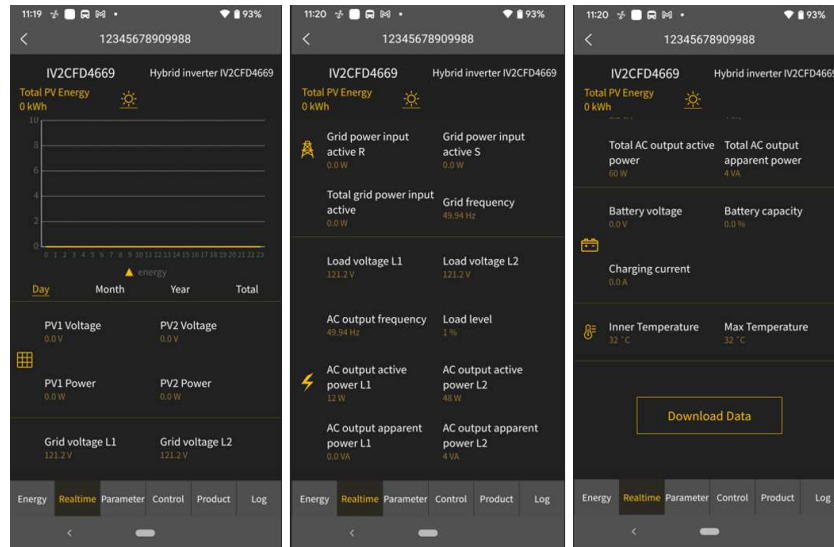 11:19 93%
12345678909988
IV2CFD4669 Hybrid inverter IV2CFD4669
Total PV Energy
0 kWh
10
8
6
4
2
0
0 1 2 3 4 5 6 7 8 9 10 11 12 13 14 15 16 17 18 19 20 21 22 23
energy
Day Month Year Total
PV1 Voltage PV2 Voltage
0.0 V 0.0 V
PV1 Power PV2 Power
0.0 W 0.0 W
Grid voltage L1 Grid voltage L2
121.2 V 121.2 V
Energy Realtime Parameter Control Product Log
11:20 93%
12345678909988
IV2CFD4669 Hybrid inverter IV2CFD4669
Total PV Energy
0 kWh
Grid power input Grid power input
active R active S
0.0 W 0.0 W
Total grid power input
active Grid frequency
0.0 W 49.94 Hz
Load voltage L1 Load voltage L2
121.2 V 121.2 V
AC output frequency Load level
49.94 Hz 1 %
AC output active AC output active
power L1 power L2
12 W 48 W
AC output apparent AC output apparent
power L1 power L2
0.0 VA 4 VA
Energy Realtime Parameter Control Product Log
11:20 93%
12345678909988
IV2CFD4669 Hybrid inverter IV2CFD4669
Total PV Energy
0 kWh
Total AC output active Total AC output
power apparent power
60 W 4 VA
Battery voltage Battery capacity
0.0 V 0.0 %
Charging current
0.0 A
Inner Temperature Max Temperature
32 ˚C 32 ˚C
Download Data
Energy Realtime Parameter Control Product Log